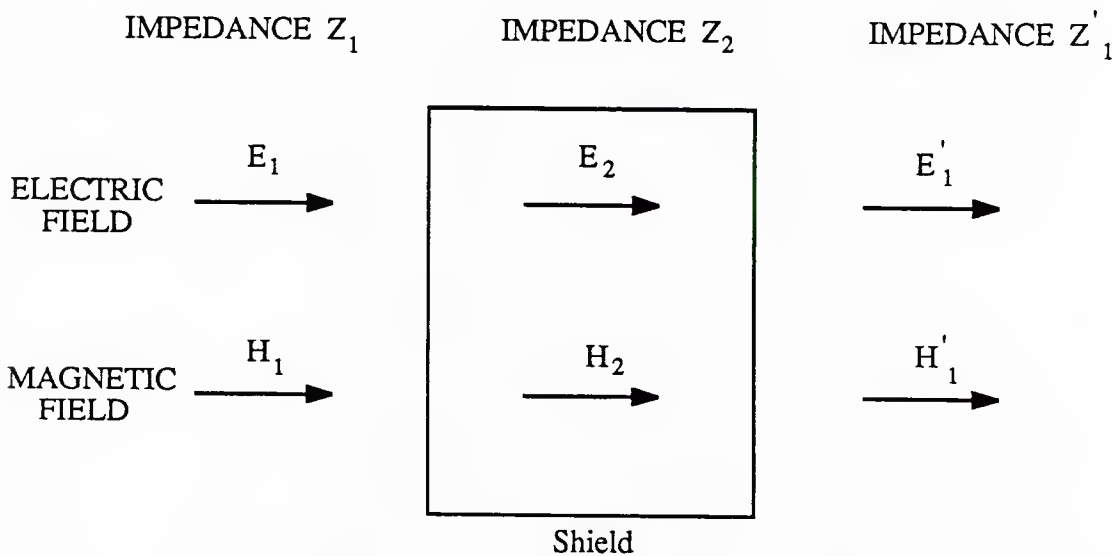 IMPEDANCE Z₁ IMPEDANCE Z₂ IMPEDANCE Z'₁
E₁ E₂ E'₁
ELECTRIC
FIELD
H₁ H₂ H'₁
MAGNETIC
FIELD
Shield